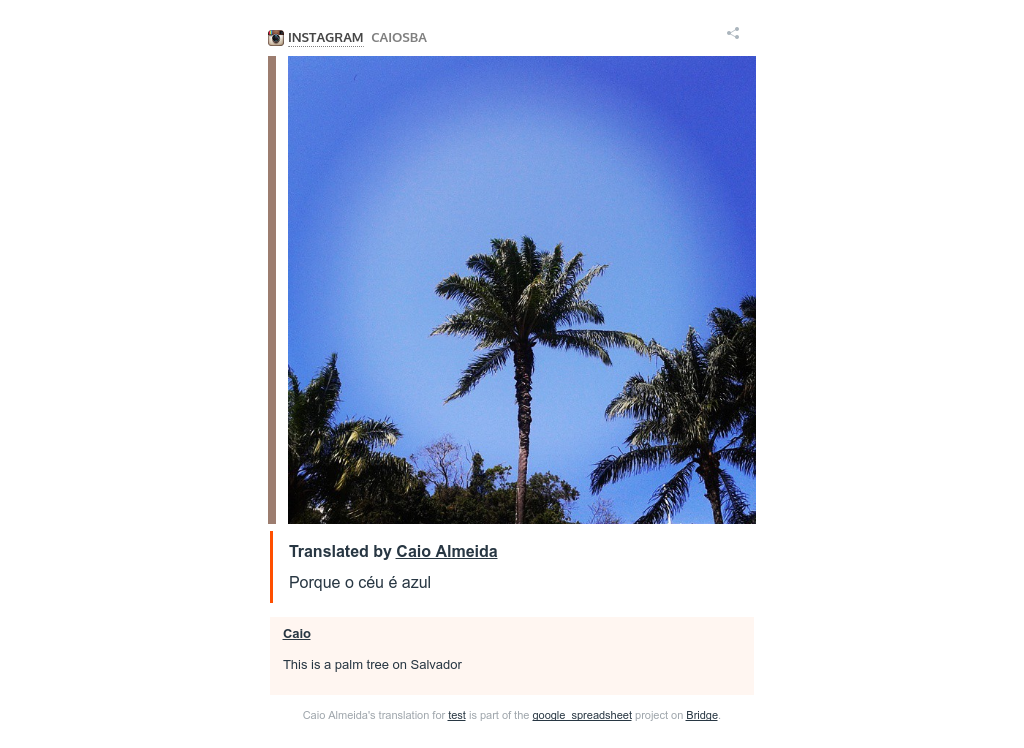 INSTAGRAM CAIOSBA
Translated by Caio Almeida
Porque o céu é azul
Caio
This is a palm tree on Salvador
Caio Almeida's translation for test is part of the google_spreadsheet project on Bridge.